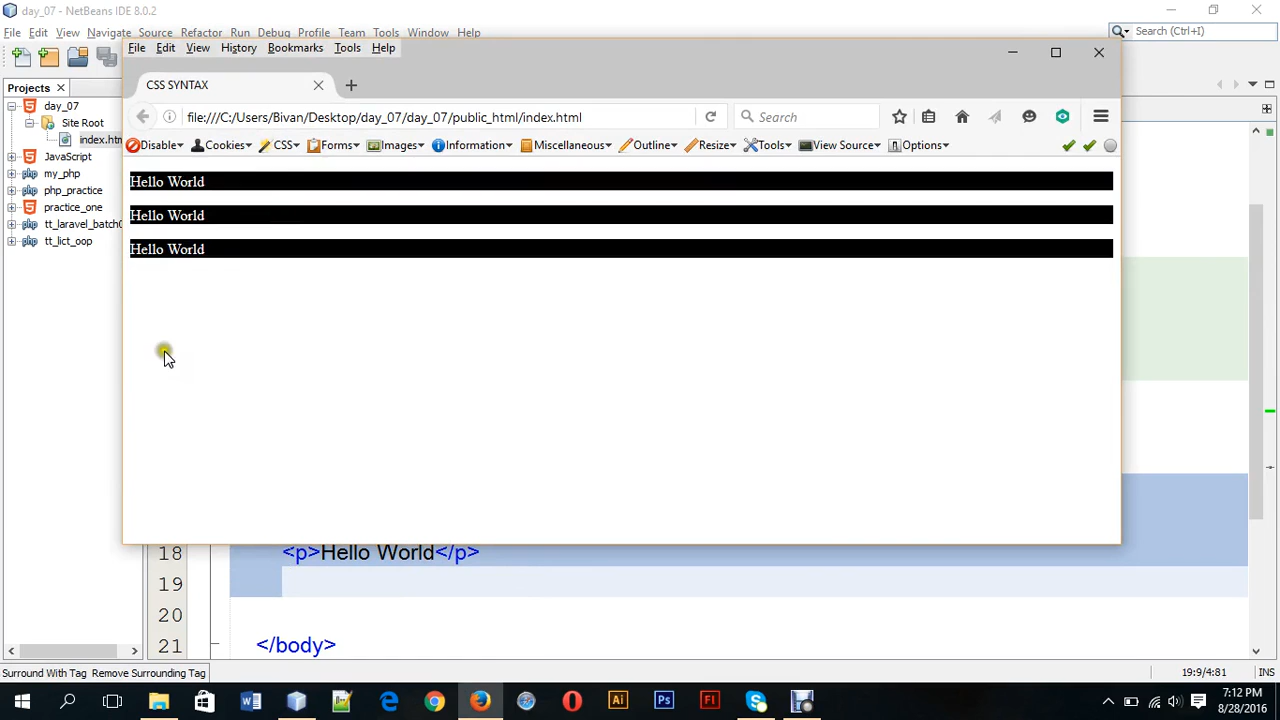 day_07 - NetBeans IDE 8.0.2
File Edit View Navigate Source Refactor Run Debug Profile Team Tools Window Help
Search (Ctrl+I)
File Edit View History Bookmarks Tools Help
Projects
CSS SYNTAX
day_07
Site Root
JavaScript
my_php
php_practice
practice_one
tt_lict_oop
file:///C:/Users/Bivan/Desktop/day_07/day_07/public_html/index.html
Search
Disable Cookies CSS Forms Images Information Miscellaneous Outline Resize Tools View Source Options
Hello World
Hello World
Hello World
18 <p>Hello World</p>
19
20
21 </body>
Surround With Tag Remove Surrounding Tag
19:9/4:81 INS
7:12 PM
8/28/2016